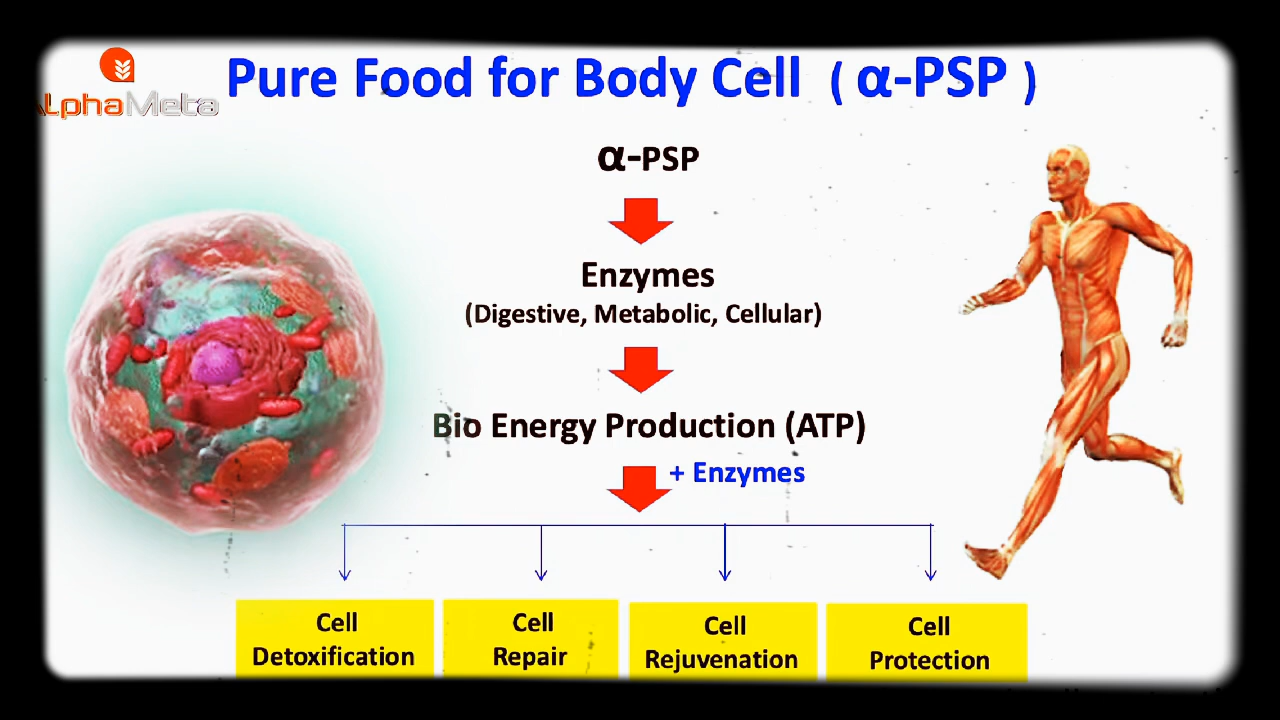 Pure Food for Body Cell ( α-PSP )
AlphaMeta
α-PSP
Enzymes
(Digestive, Metabolic, Cellular)
Bio Energy Production (ATP)
+ Enzymes
Cell
Detoxification
Cell
Repair
Cell
Rejuvenation
Cell
Protection